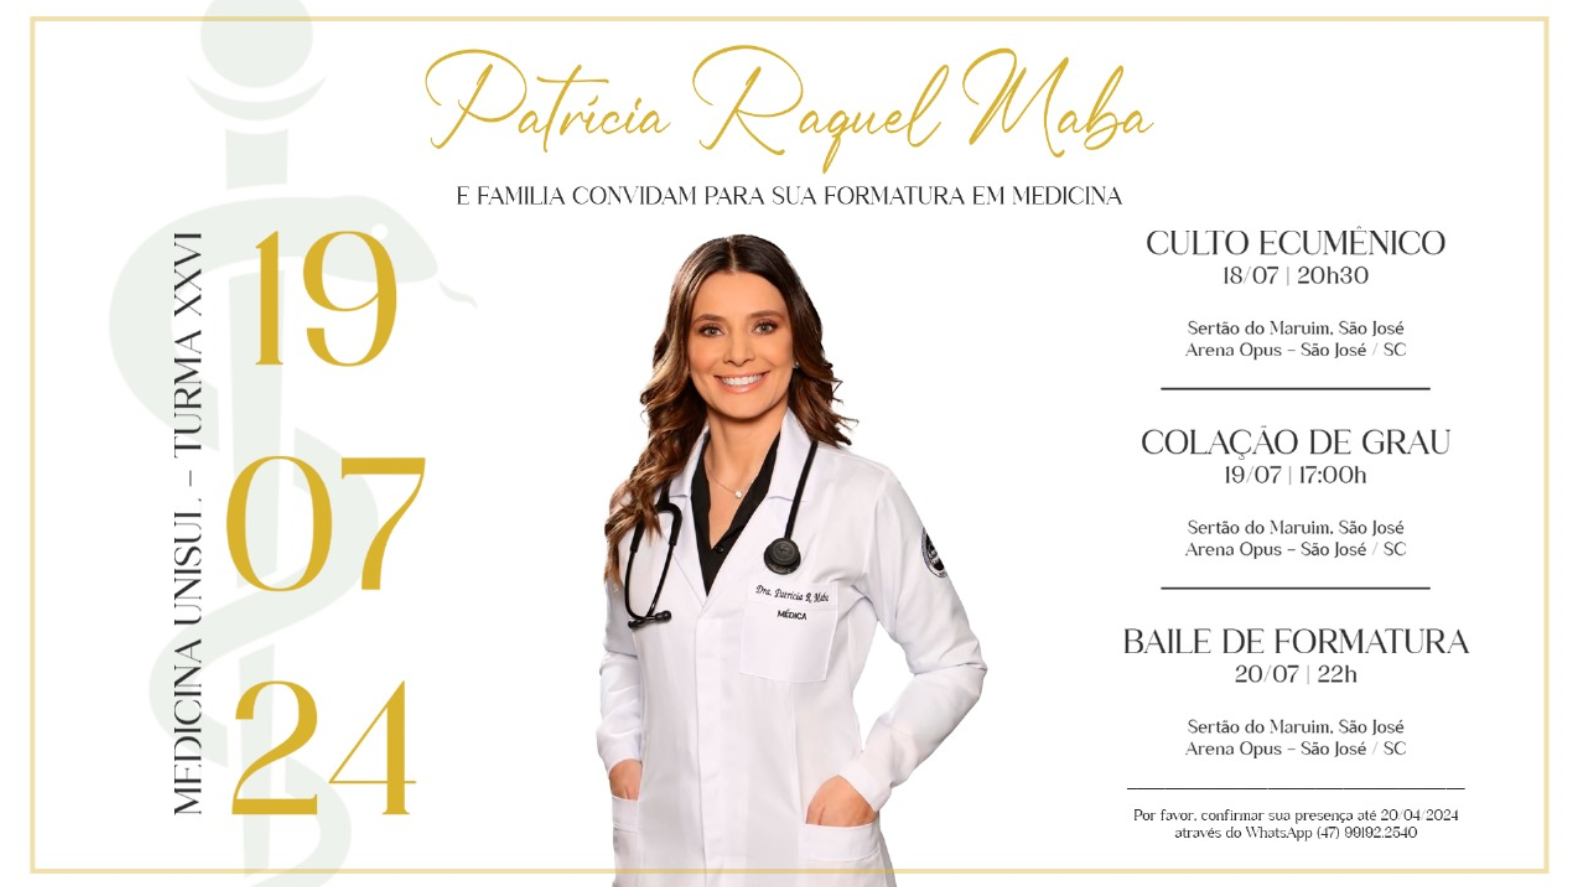 Patrícia Raquel Maba
E FAMILIA CONVIDAM PARA SUA FORMATURA EM MEDICINA
MEDICINA UNISUL – TURMA XXVI
19
07
24
Dra. Patrícia R. Maba
MÉDICA
CULTO ECUMÊNICO
18/07 | 20h30
Sertão do Maruim, São José
Arena Opus – São José / SC
COLAÇÃO DE GRAU
19/07 | 17:00h
Sertão do Maruim, São José
Arena Opus – São José / SC
BAILE DE FORMATURA
20/07 | 22h
Sertão do Maruim, São José
Arena Opus – São José / SC
Por favor, confirmar sua presença até 20/04/2024
através do WhatsApp (47) 99192.2540